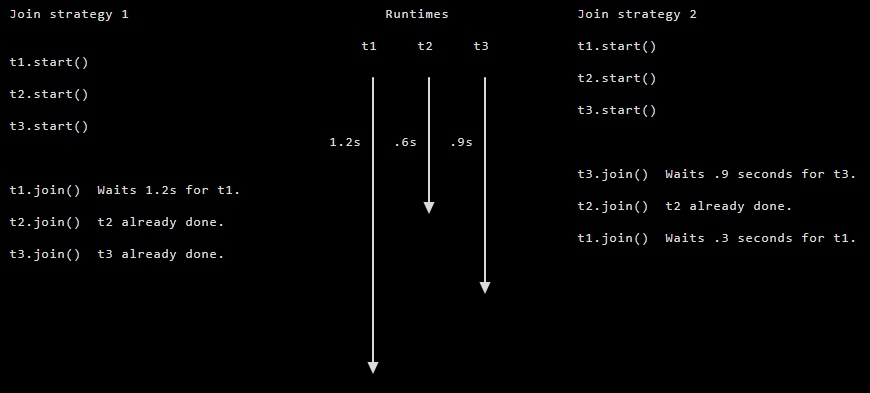 Join strategy 1
t1.start()
t2.start()
t3.start()
t1.join()  Waits 1.2s for t1.
t2.join()  t2 already done.
t3.join()  t3 already done.
Runtimes
t1 t2 t3
1.2s .6s .9s
Join strategy 2
t1.start()
t2.start()
t3.start()
t3.join()  Waits .9 seconds for t3.
t2.join()  t2 already done.
t1.join()  Waits .3 seconds for t1.